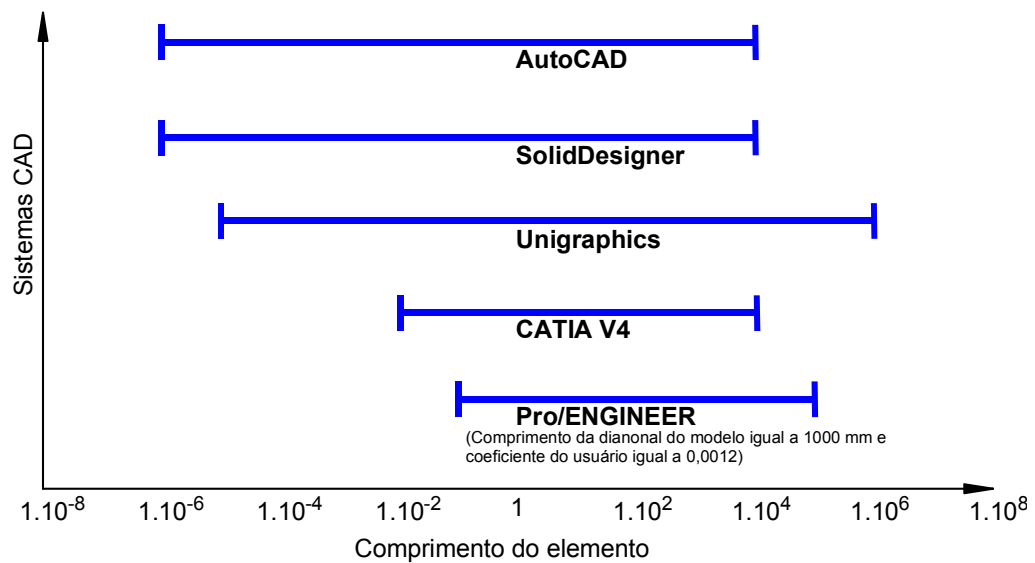 Sistemas CAD
AutoCAD
SolidDesigner
Unigraphics
CATIA V4
Pro/ENGINEER
(Comprimento da dianonal do modelo igual a 1000 mm e
coeficiente do usuário igual a 0,0012)
1.10⁻⁸ 1.10⁻⁶ 1.10⁻⁴ 1.10⁻² 1 1.10² 1.10⁴ 1.10⁶ 1.10⁸
Comprimento do elemento